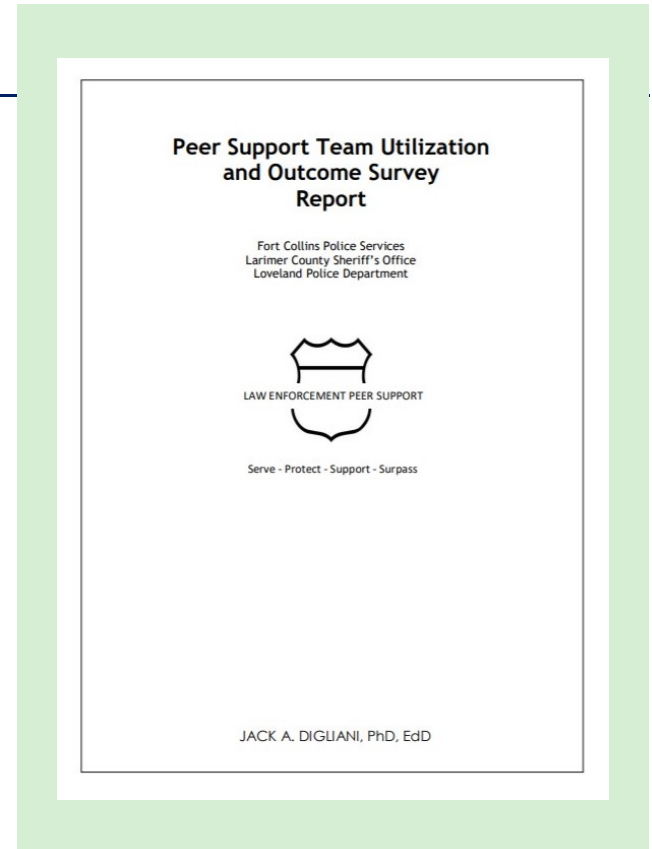 Peer Support Team Utilization
and Outcome Survey
Report
Fort Collins Police Services
Larimer County Sheriff's Office
Loveland Police Department
LAW ENFORCEMENT PEER SUPPORT
Serve - Protect - Support - Surpass
JACK A. DIGLIANI, PhD, EdD